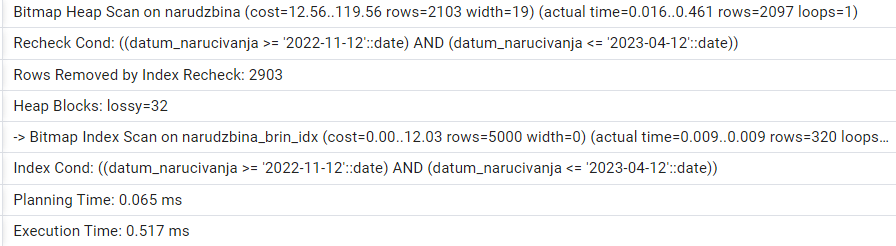 Bitmap Heap Scan on narudzbina (cost=12.56..119.56 rows=2103 width=19) (actual time=0.016..0.461 rows=2097 loops=1)
Recheck Cond: ((datum_narucivanja >= '2022-11-12'::date) AND (datum_narucivanja <= '2023-04-12'::date))
Rows Removed by Index Recheck: 2903
Heap Blocks: lossy=32
-> Bitmap Index Scan on narudzbina_brin_idx (cost=0.00..12.03 rows=5000 width=0) (actual time=0.009..0.009 rows=320 loops...
Index Cond: ((datum_narucivanja >= '2022-11-12'::date) AND (datum_narucivanja <= '2023-04-12'::date))
Planning Time: 0.065 ms
Execution Time: 0.517 ms